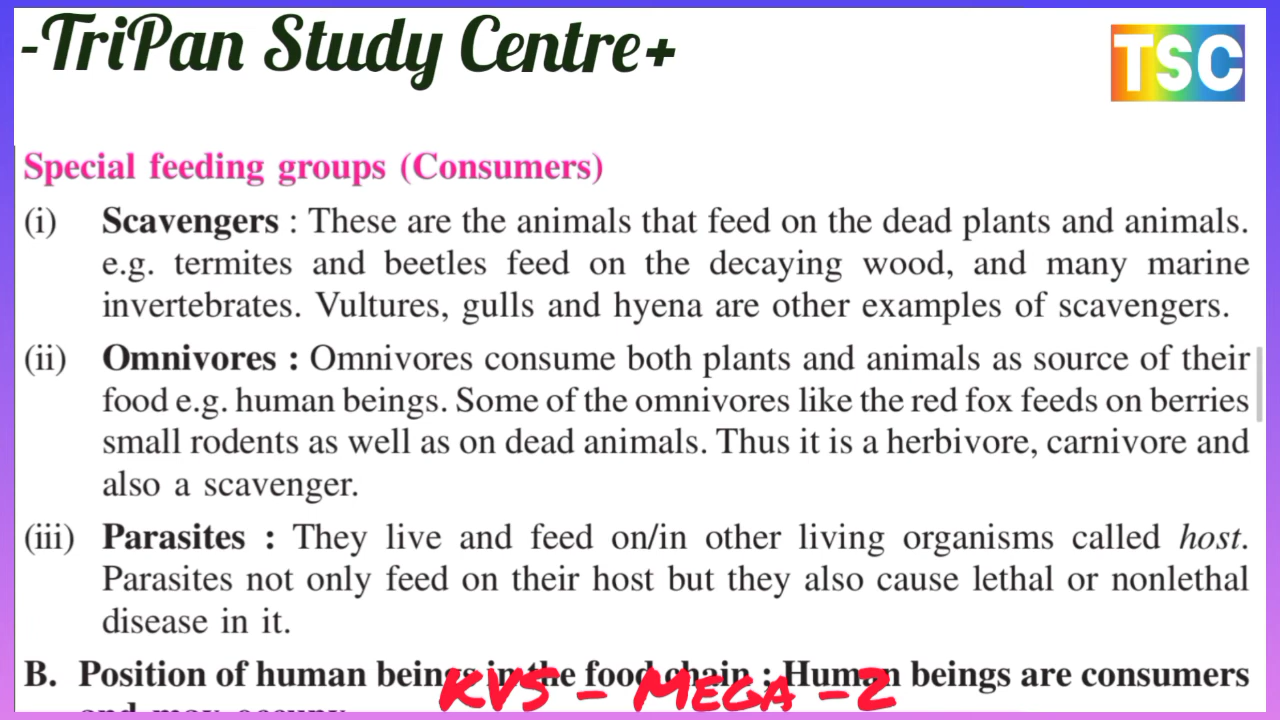 -TriPan Study Centre+
TSC
Special feeding groups (Consumers)
(i) Scavengers : These are the animals that feed on the dead plants and animals.
e.g. termites and beetles feed on the decaying wood, and many marine
invertebrates. Vultures, gulls and hyena are other examples of scavengers.
(ii) Omnivores : Omnivores consume both plants and animals as source of their
food e.g. human beings. Some of the omnivores like the red fox feeds on berries
small rodents as well as on dead animals. Thus it is a herbivore, carnivore and
also a scavenger.
(iii) Parasites : They live and feed on/in other living organisms called host.
Parasites not only feed on their host but they also cause lethal or nonlethal
disease in it.
B. Position of human beings in the food chain : Human beings are consumers
and may occupy
KVS - MEGA -2